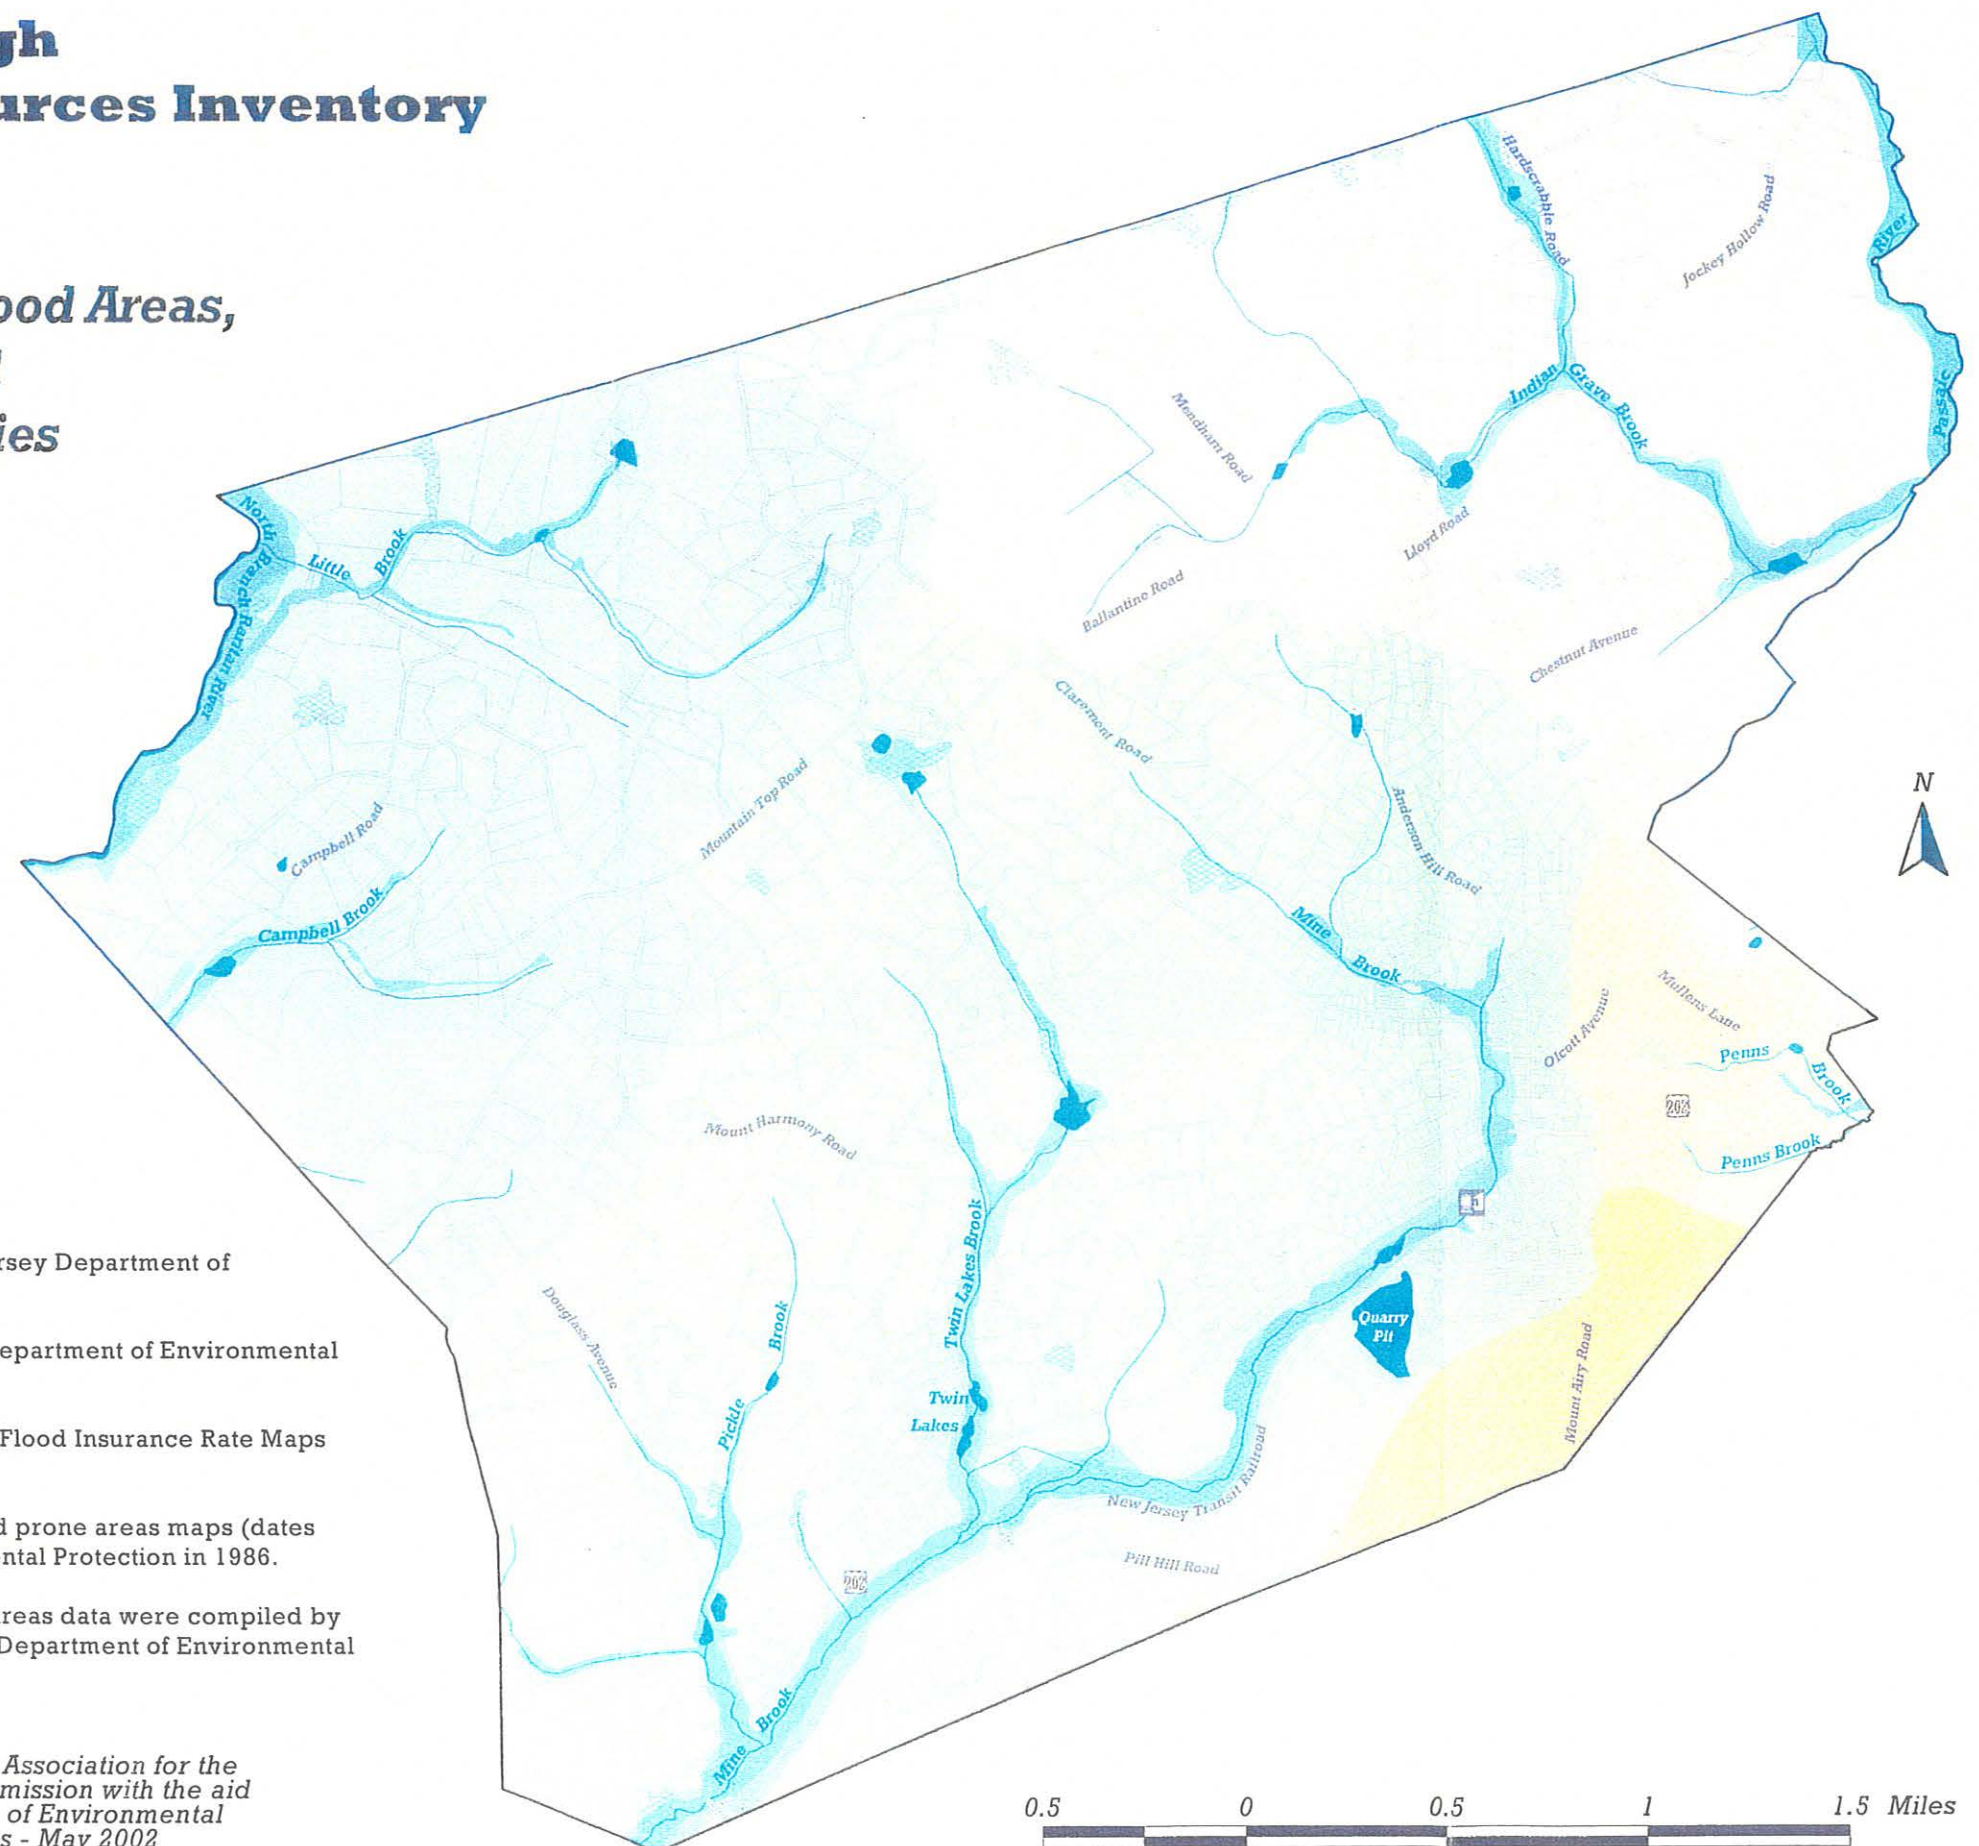 gh
urces Inventory
ood Areas,
ies
rsey Department of
epartment of Environmental
Flood Insurance Rate Maps
d prone areas maps (dates
ntal Protection in 1986.
reas data were compiled by
Department of Environmental
Association for the
mission with the aid
of Environmental
s - May 2002
Hardscrabble Road
Jockey Hollow Road
River
Passaic
Indian Grave Brook
Mendham Road
Lloyd Road
Ballantine Road
Chestnut Avenue
North Branch Raritan River
Little Brook
Claremont Road
Mountain Top Road
Anderson Hill Road
Campbell Road
Campbell Brook
Mine Brook
N
Mullens Lane
Olcott Avenue
Penns Brook
202
Penns Brook
Mount Harmony Road
Twin Lakes Brook
Douglass Avenue
Pickle Brook
Quarry
Pit
Mount Airy Road
Twin
Lakes
New Jersey Transit Railroad
Pill Hill Road
202
Mine Brook
0.5 0 0.5 1 1.5 Miles